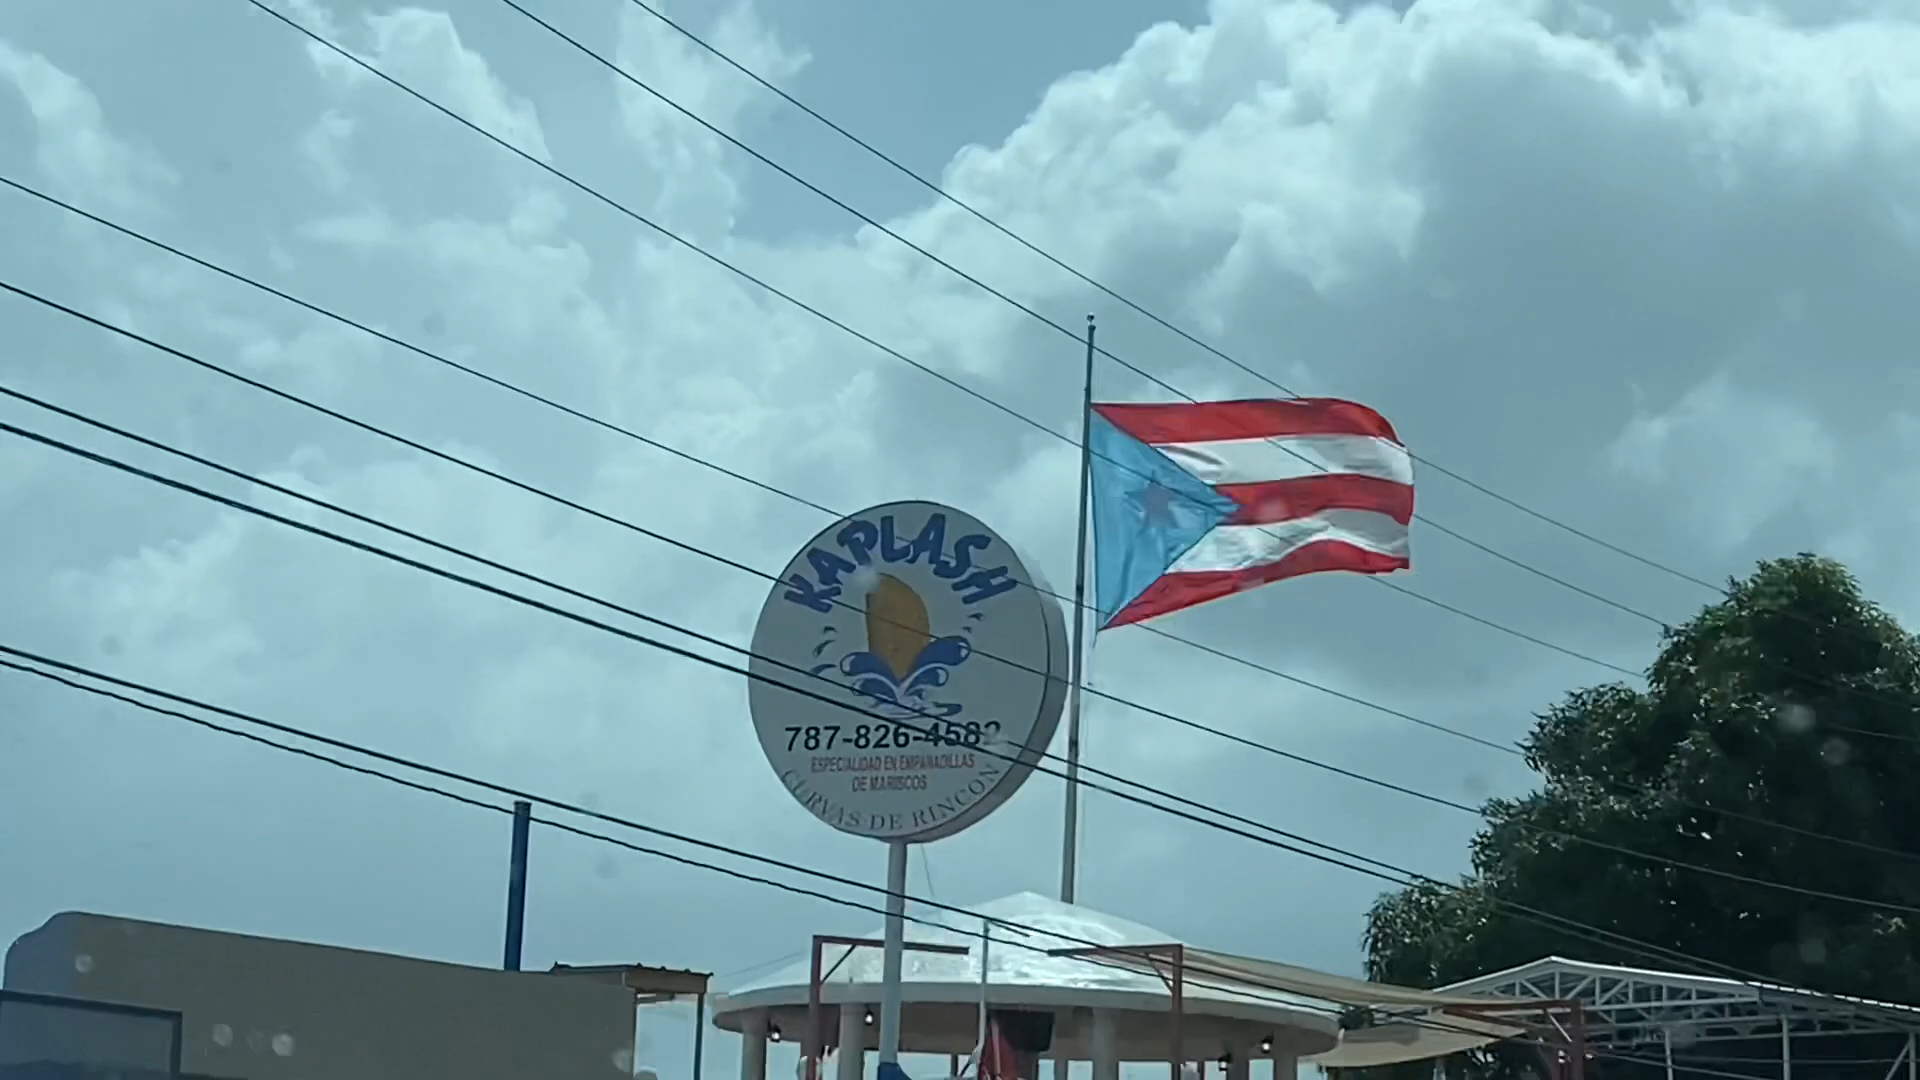 KAPLASH
787-826-4582
ESPECIALIDAD EN EMPANADILLAS
DE MARISCOS
CURVAS DE RINCON